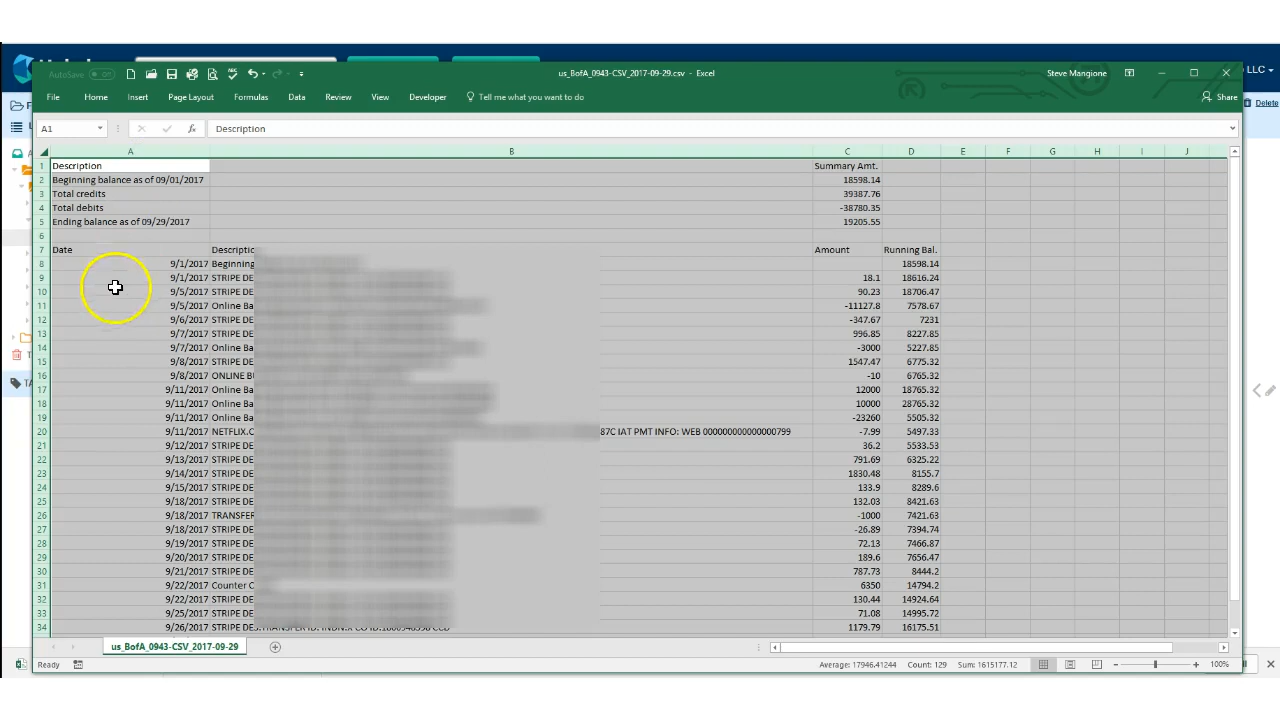 AutoSave Off
us_BofA_0943-CSV_2017-09-29.csv - Excel
Steve Mangione
LLC
File Home Insert Page Layout Formulas Data Review View Developer Tell me what you want to do Share
Delete
A1 fx Description
A B C D E F G H I J
1 Description Summary Amt.
2 Beginning balance as of 09/01/2017 18598.14
3 Total credits 39387.76
4 Total debits -38780.35
5 Ending balance as of 09/29/2017 19205.55
6
7 Date Descriptio Amount Running Bal.
8 9/1/2017 Beginning 18598.14
9 9/1/2017 STRIPE DE 18.1 18616.24
10 9/5/2017 STRIPE DE 90.23 18706.47
11 9/5/2017 Online Ba -11127.8 7578.67
12 9/6/2017 STRIPE DE -347.67 7231
13 9/7/2017 STRIPE DE 996.85 8227.85
14 9/7/2017 Online Ba -3000 5227.85
15 9/8/2017 STRIPE DE 1547.47 6775.32
16 9/8/2017 ONLINE BU -10 6765.32
17 9/11/2017 Online Ba 12000 18765.32
18 9/11/2017 Online Ba 10000 28765.32
19 9/11/2017 Online Ba -23260 5505.32
20 9/11/2017 NETFLIX.C 87C IAT PMT INFO: WEB 000000000000000799 -7.99 5497.33
21 9/12/2017 STRIPE DE 36.2 5533.53
22 9/13/2017 STRIPE DE 791.69 6325.22
23 9/14/2017 STRIPE DE 1830.48 8155.7
24 9/15/2017 STRIPE DE 133.9 8289.6
25 9/18/2017 STRIPE DE 132.03 8421.63
26 9/18/2017 TRANSFER -1000 7421.63
27 9/18/2017 STRIPE DE -26.89 7394.74
28 9/19/2017 STRIPE DE 72.13 7466.87
29 9/20/2017 STRIPE DE 189.6 7656.47
30 9/21/2017 STRIPE DE 787.73 8444.2
31 9/22/2017 Counter C 6350 14794.2
32 9/22/2017 STRIPE DE 130.44 14924.64
33 9/25/2017 STRIPE DE 71.08 14995.72
34 9/26/2017 STRIPE DES:TRANSFER 1179.79 16175.51
us_BofA_0943-CSV_2017-09-29
Ready Average: 17946.41244 Count: 129 Sum: 1615177.12 100%